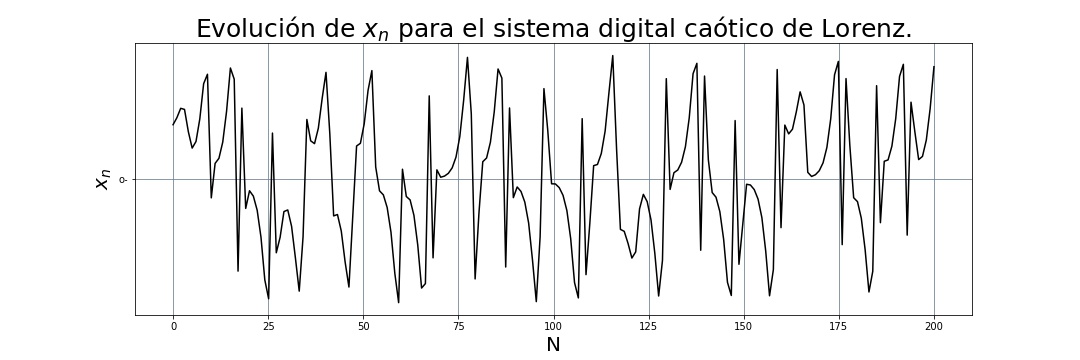 Evolución de xₙ para el sistema digital caótico de Lorenz.
xₙ
0
0 25 50 75 100 125 150 175 200
N